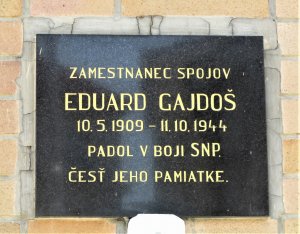 ZAMESTNANEC SPOJOV
EDUARD GAJDOŠ
10.5.1909 – 11.10.1944
PADOL V BOJI SNP.
ČESŤ JEHO PAMIATKE.